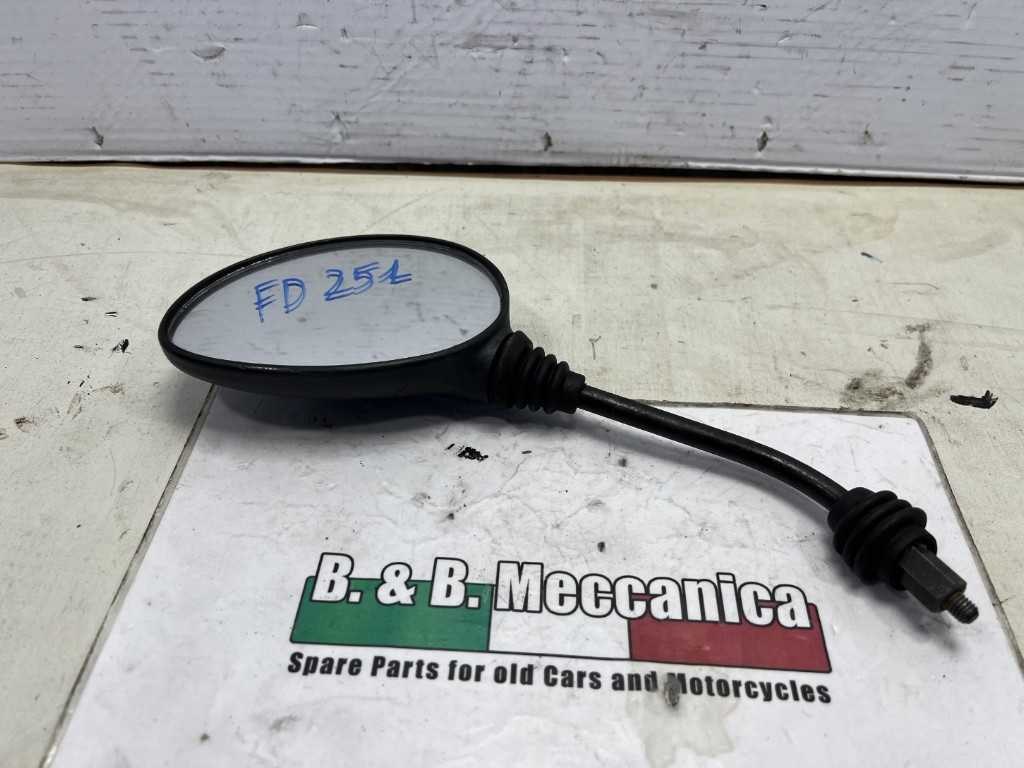 FD 251
B. & B. Meccanica
Spare Parts for old Cars and Motorcycles